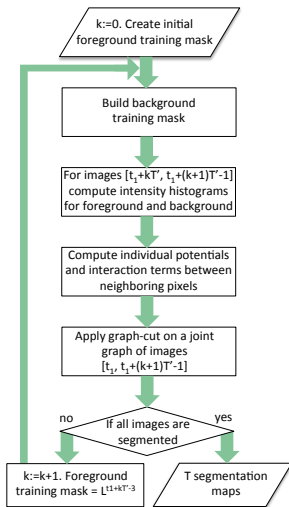 k:=0. Create initial
foreground training mask
Build background
training mask
For images [t₁+kT', t₁+(k+1)T'-1]
compute intensity histograms
for foreground and background
Compute individual potentials
and interaction terms between
neighboring pixels
Apply graph-cut on a joint
graph of images
[t₁, t₁+(k+1)T'-1]
no
If all images are
segmented
yes
k:=k+1. Foreground
training mask = L^{t1+kT'-3}
T segmentation
maps